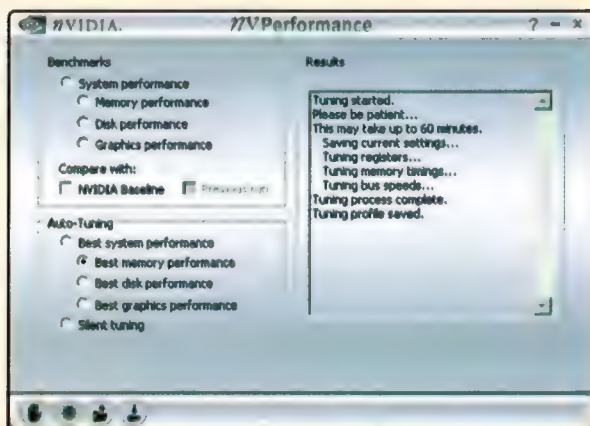 nVIDIA.
nVPerformance
? - x
Benchmarks
System performance
Memory performance
Disk performance
Graphics performance
Compare with:
NVIDIA Baseline
Previous run
Auto-Tuning
Best system performance
Best memory performance
Best disk performance
Best graphics performance
Silent tuning
Results
Tuning started.
Please be patient...
This may take up to 60 minutes.
Saving current settings...
Tuning registers...
Tuning memory timings...
Tuning bus speeds...
Tuning process complete.
Tuning profile saved.